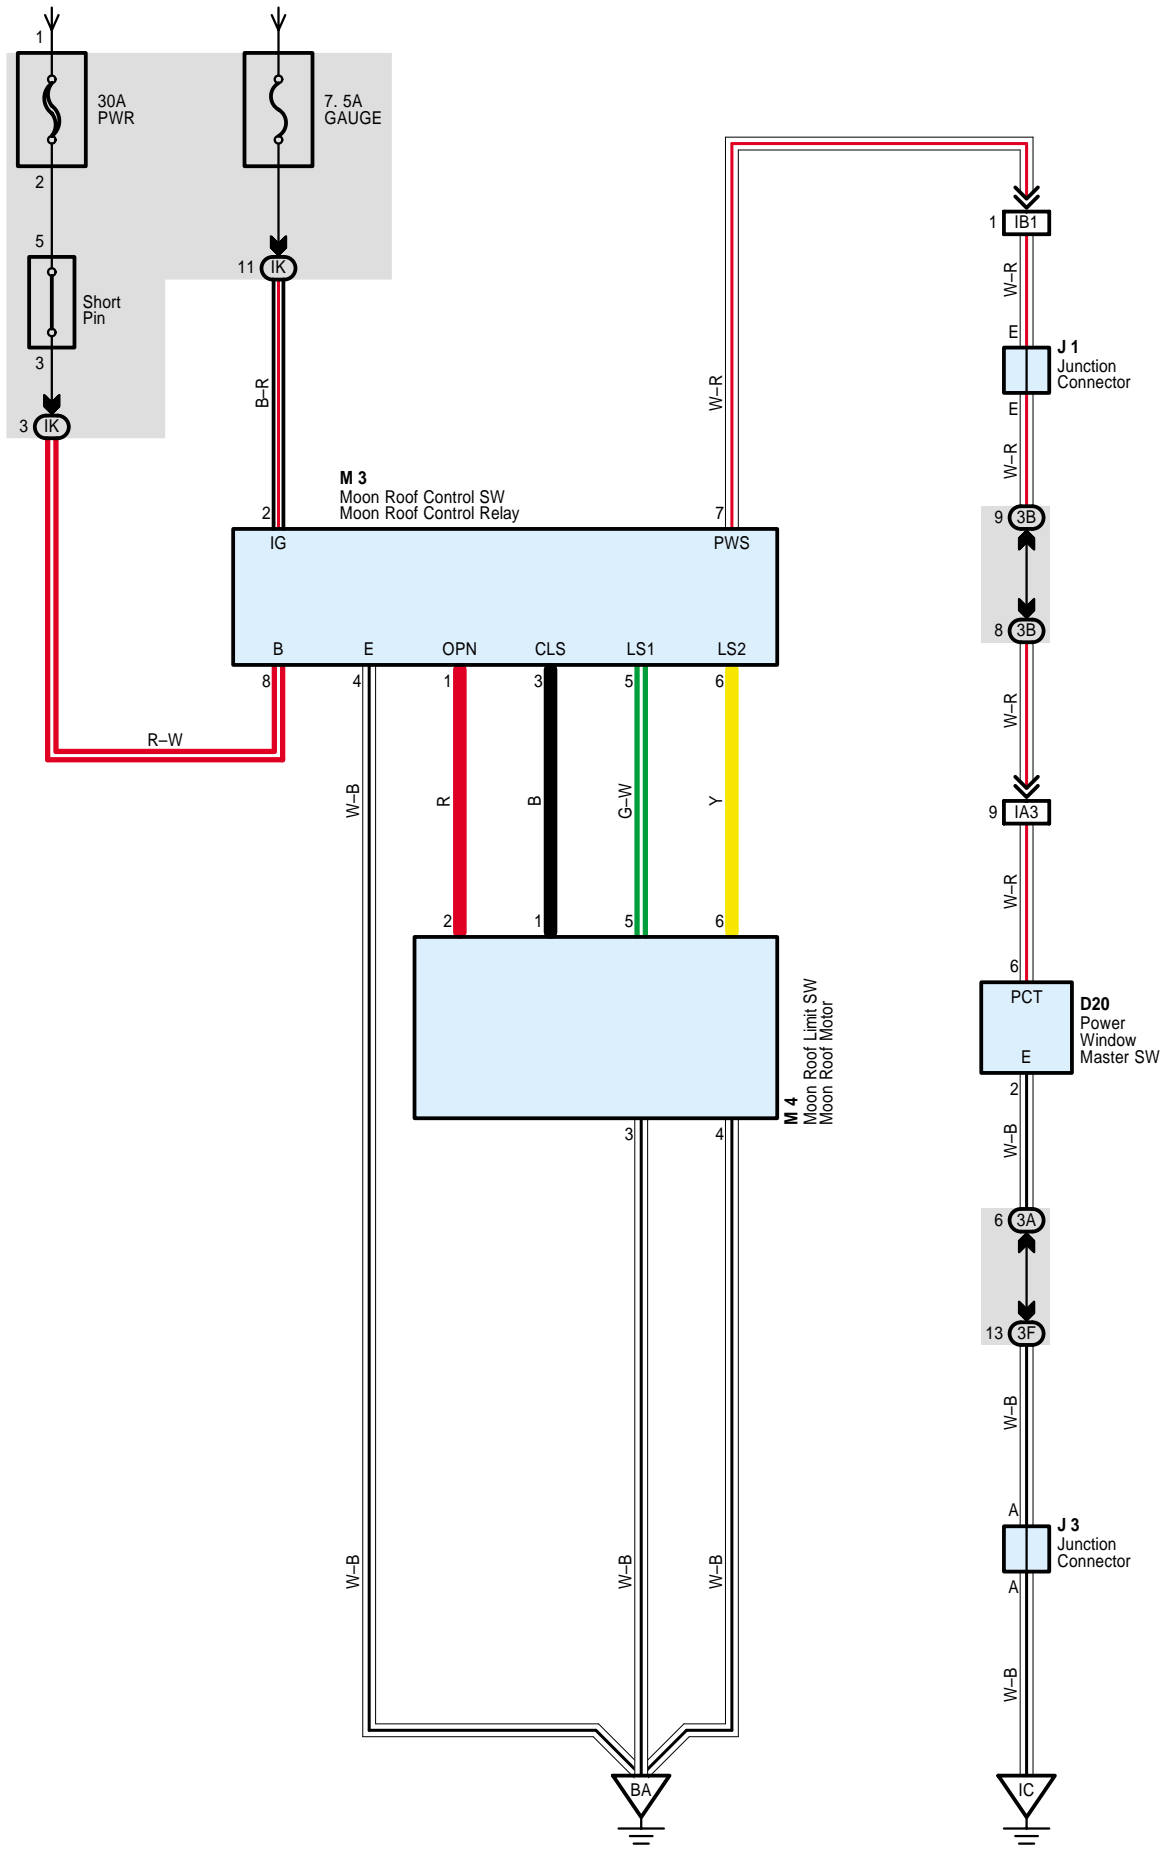 1
30A
PWR
7. 5A
GAUGE
2
5
Short
Pin
3
3 IK
11 IK
B–R
W–R
1 IB1
W–R
E
J 1
Junction
Connector
E
W–R
M 3
Moon Roof Control SW
Moon Roof Control Relay
2
7
IG
PWS
9 3B
8 3B
B
E
OPN
CLS
LS1
LS2
8
4
1
3
5
6
R–W
W–B
R
B
G–W
Y
W–R
9 IA3
W–R
2
1
5
6
M 4
Moon Roof Limit SW
Moon Roof Motor
3
4
6
PCT
D20
Power
Window
Master SW
E
2
W–B
6 3A
13 3F
W–B
A
J 3
Junction
Connector
A
W–B
W–B
W–B
W–B
BA
IC